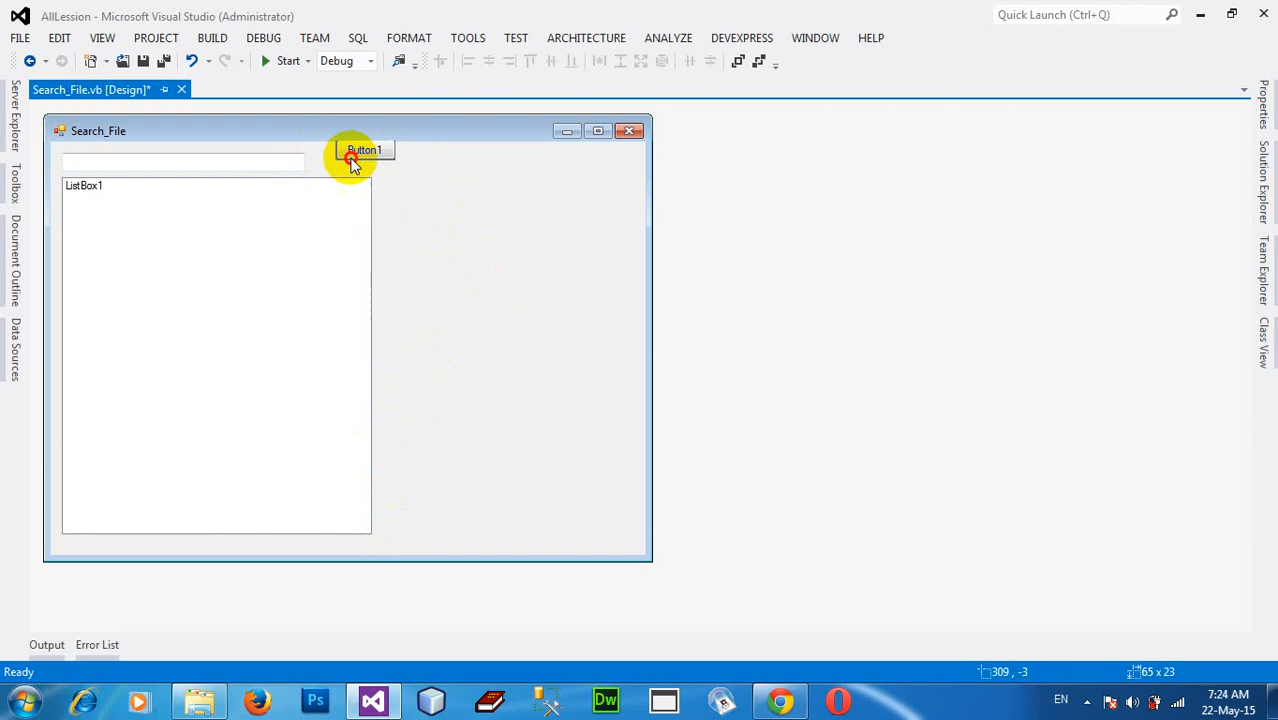 AllLession - Microsoft Visual Studio (Administrator)
Quick Launch (Ctrl+Q)
FILE EDIT VIEW PROJECT BUILD DEBUG TEAM SQL FORMAT TOOLS TEST ARCHITECTURE ANALYZE DEVEXPRESS WINDOW HELP
Start Debug
Search_File.vb [Design]*
Server Explorer
Toolbox
Document Outline
Data Sources
Search_File
Button1
ListBox1
Properties
Solution Explorer
Team Explorer
Class View
Output Error List
Ready
309 , -3
65 x 23
Ps
Dw
EN
7:24 AM
22-May-15